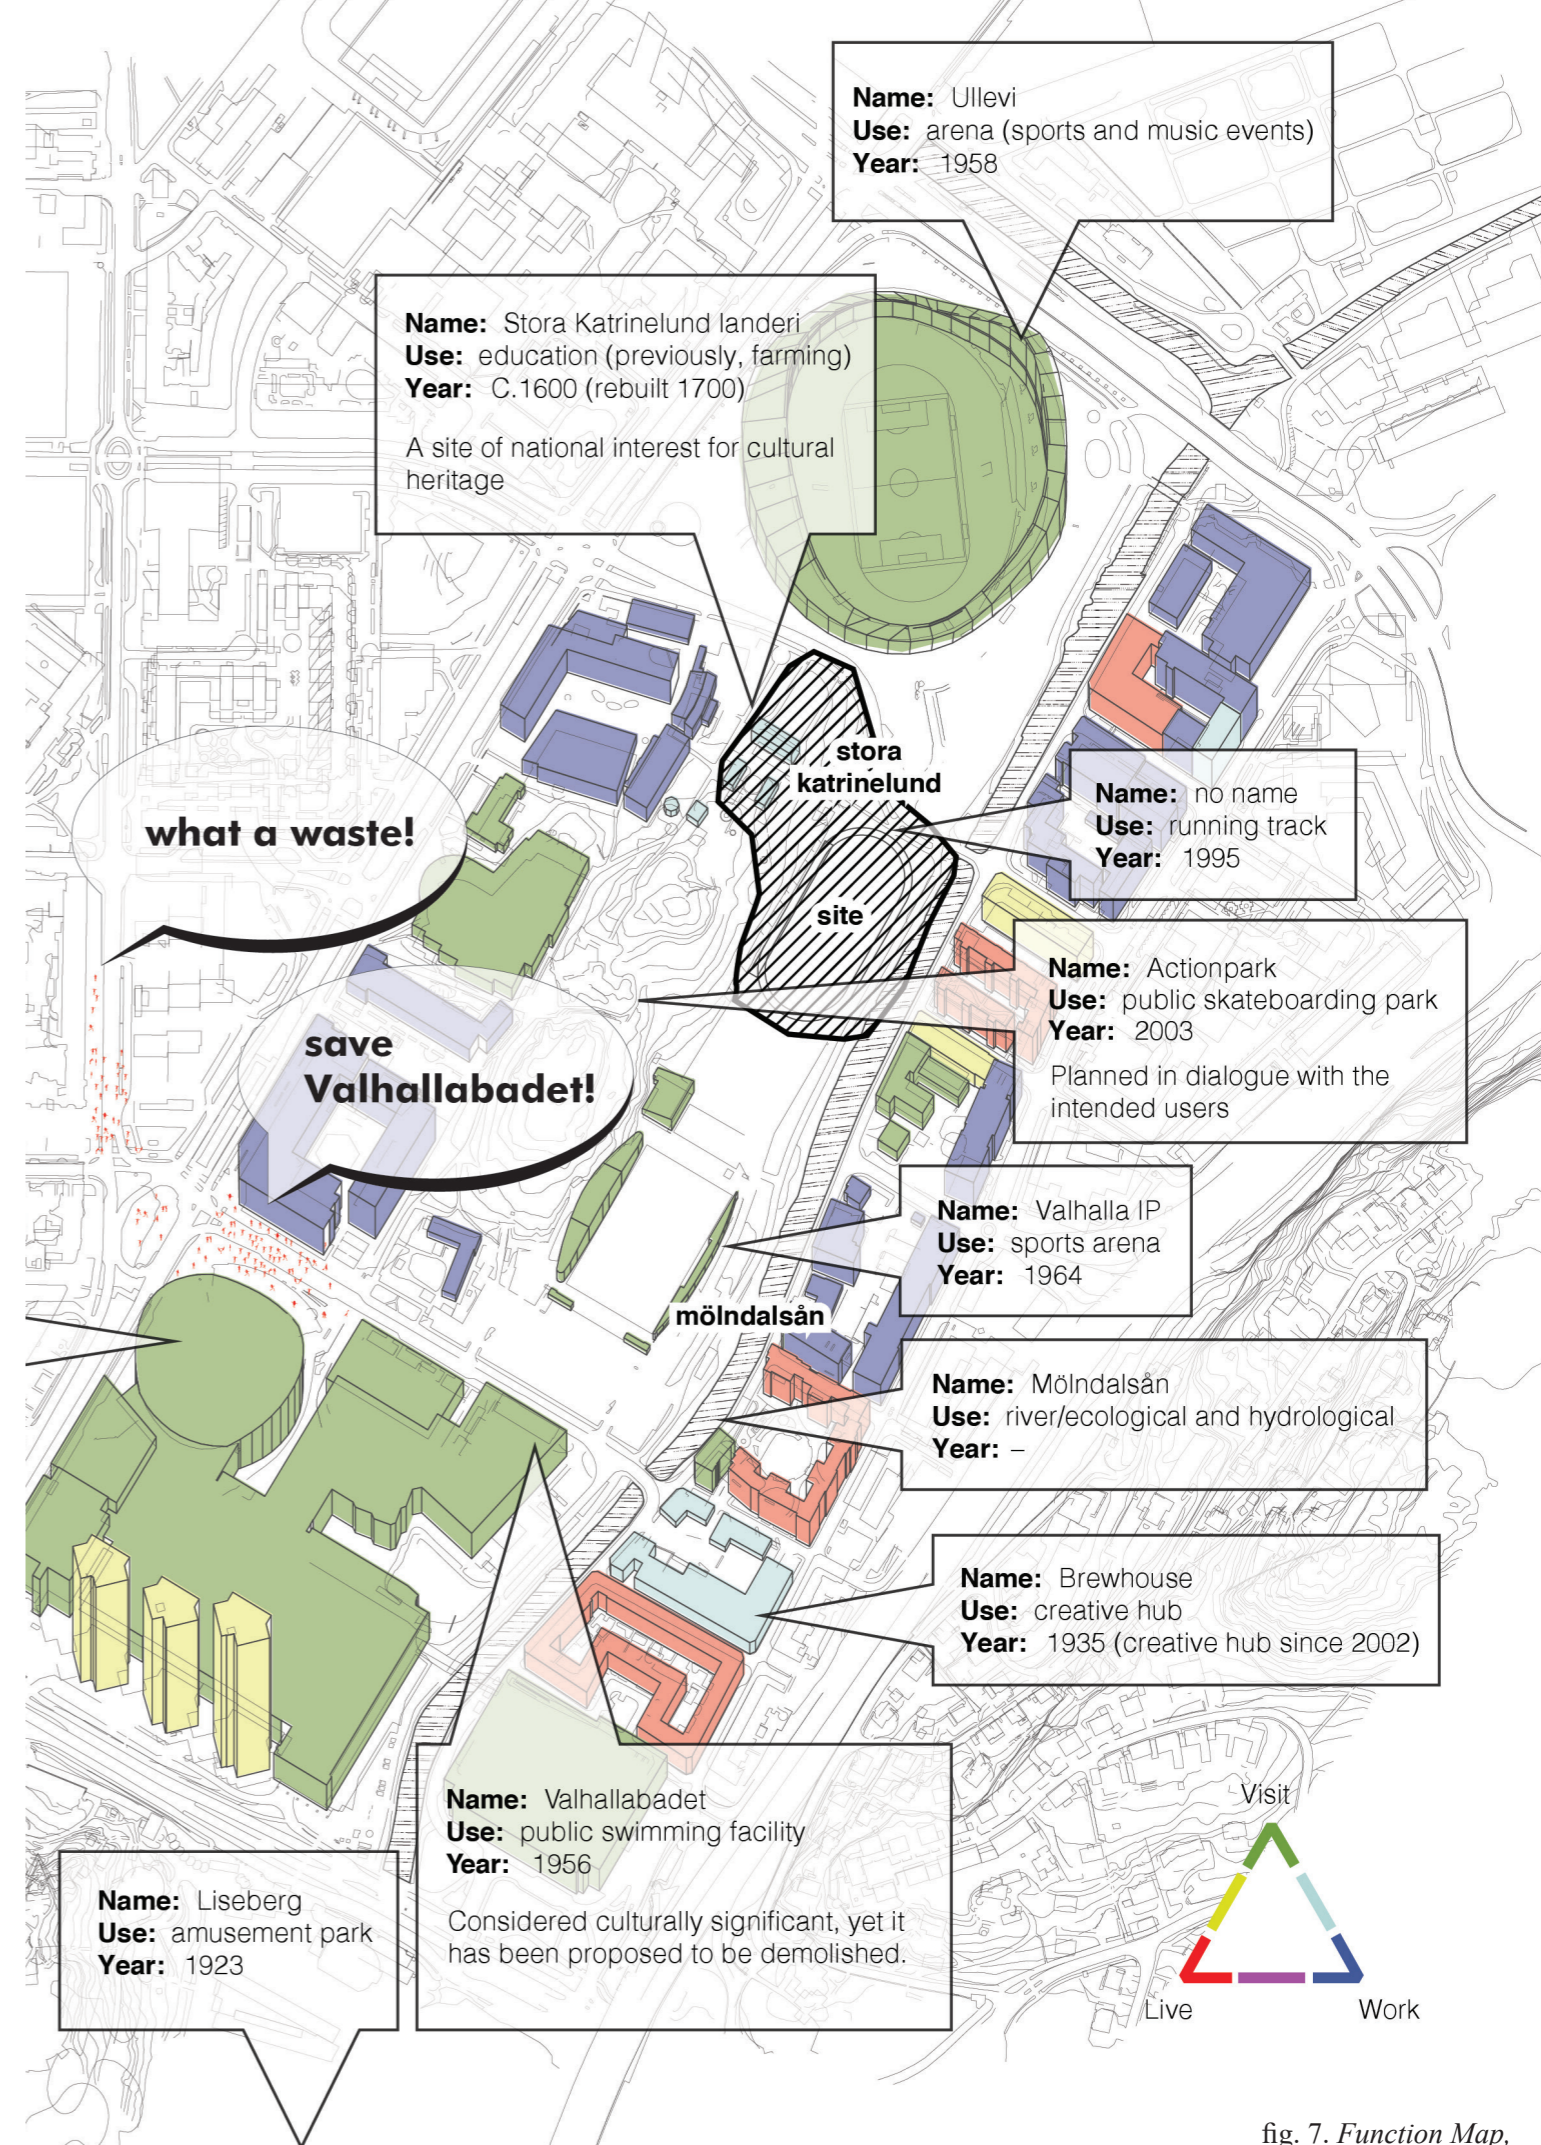 Name: Ullevi
Use: arena (sports and music events)
Year: 1958
Name: Stora Katrinelund landeri
Use: education (previously, farming)
Year: C.1600 (rebuilt 1700)
A site of national interest for cultural
heritage
stora
katrinelund
Name: no name
Use: running track
Year: 1995
what a waste!
site
Name: Actionpark
Use: public skateboarding park
Year: 2003
Planned in dialogue with the
intended users
save
Valhallabadet!
Name: Valhalla IP
Use: sports arena
Year: 1964
mölndalsån
Name: Mölndalsån
Use: river/ecological and hydrological
Year: –
Name: Brewhouse
Use: creative hub
Year: 1935 (creative hub since 2002)
Name: Valhallabadet
Use: public swimming facility
Year: 1956
Considered culturally significant, yet it
has been proposed to be demolished.
Name: Liseberg
Use: amusement park
Year: 1923
Visit
Live
Work
fig. 7. Function Map,